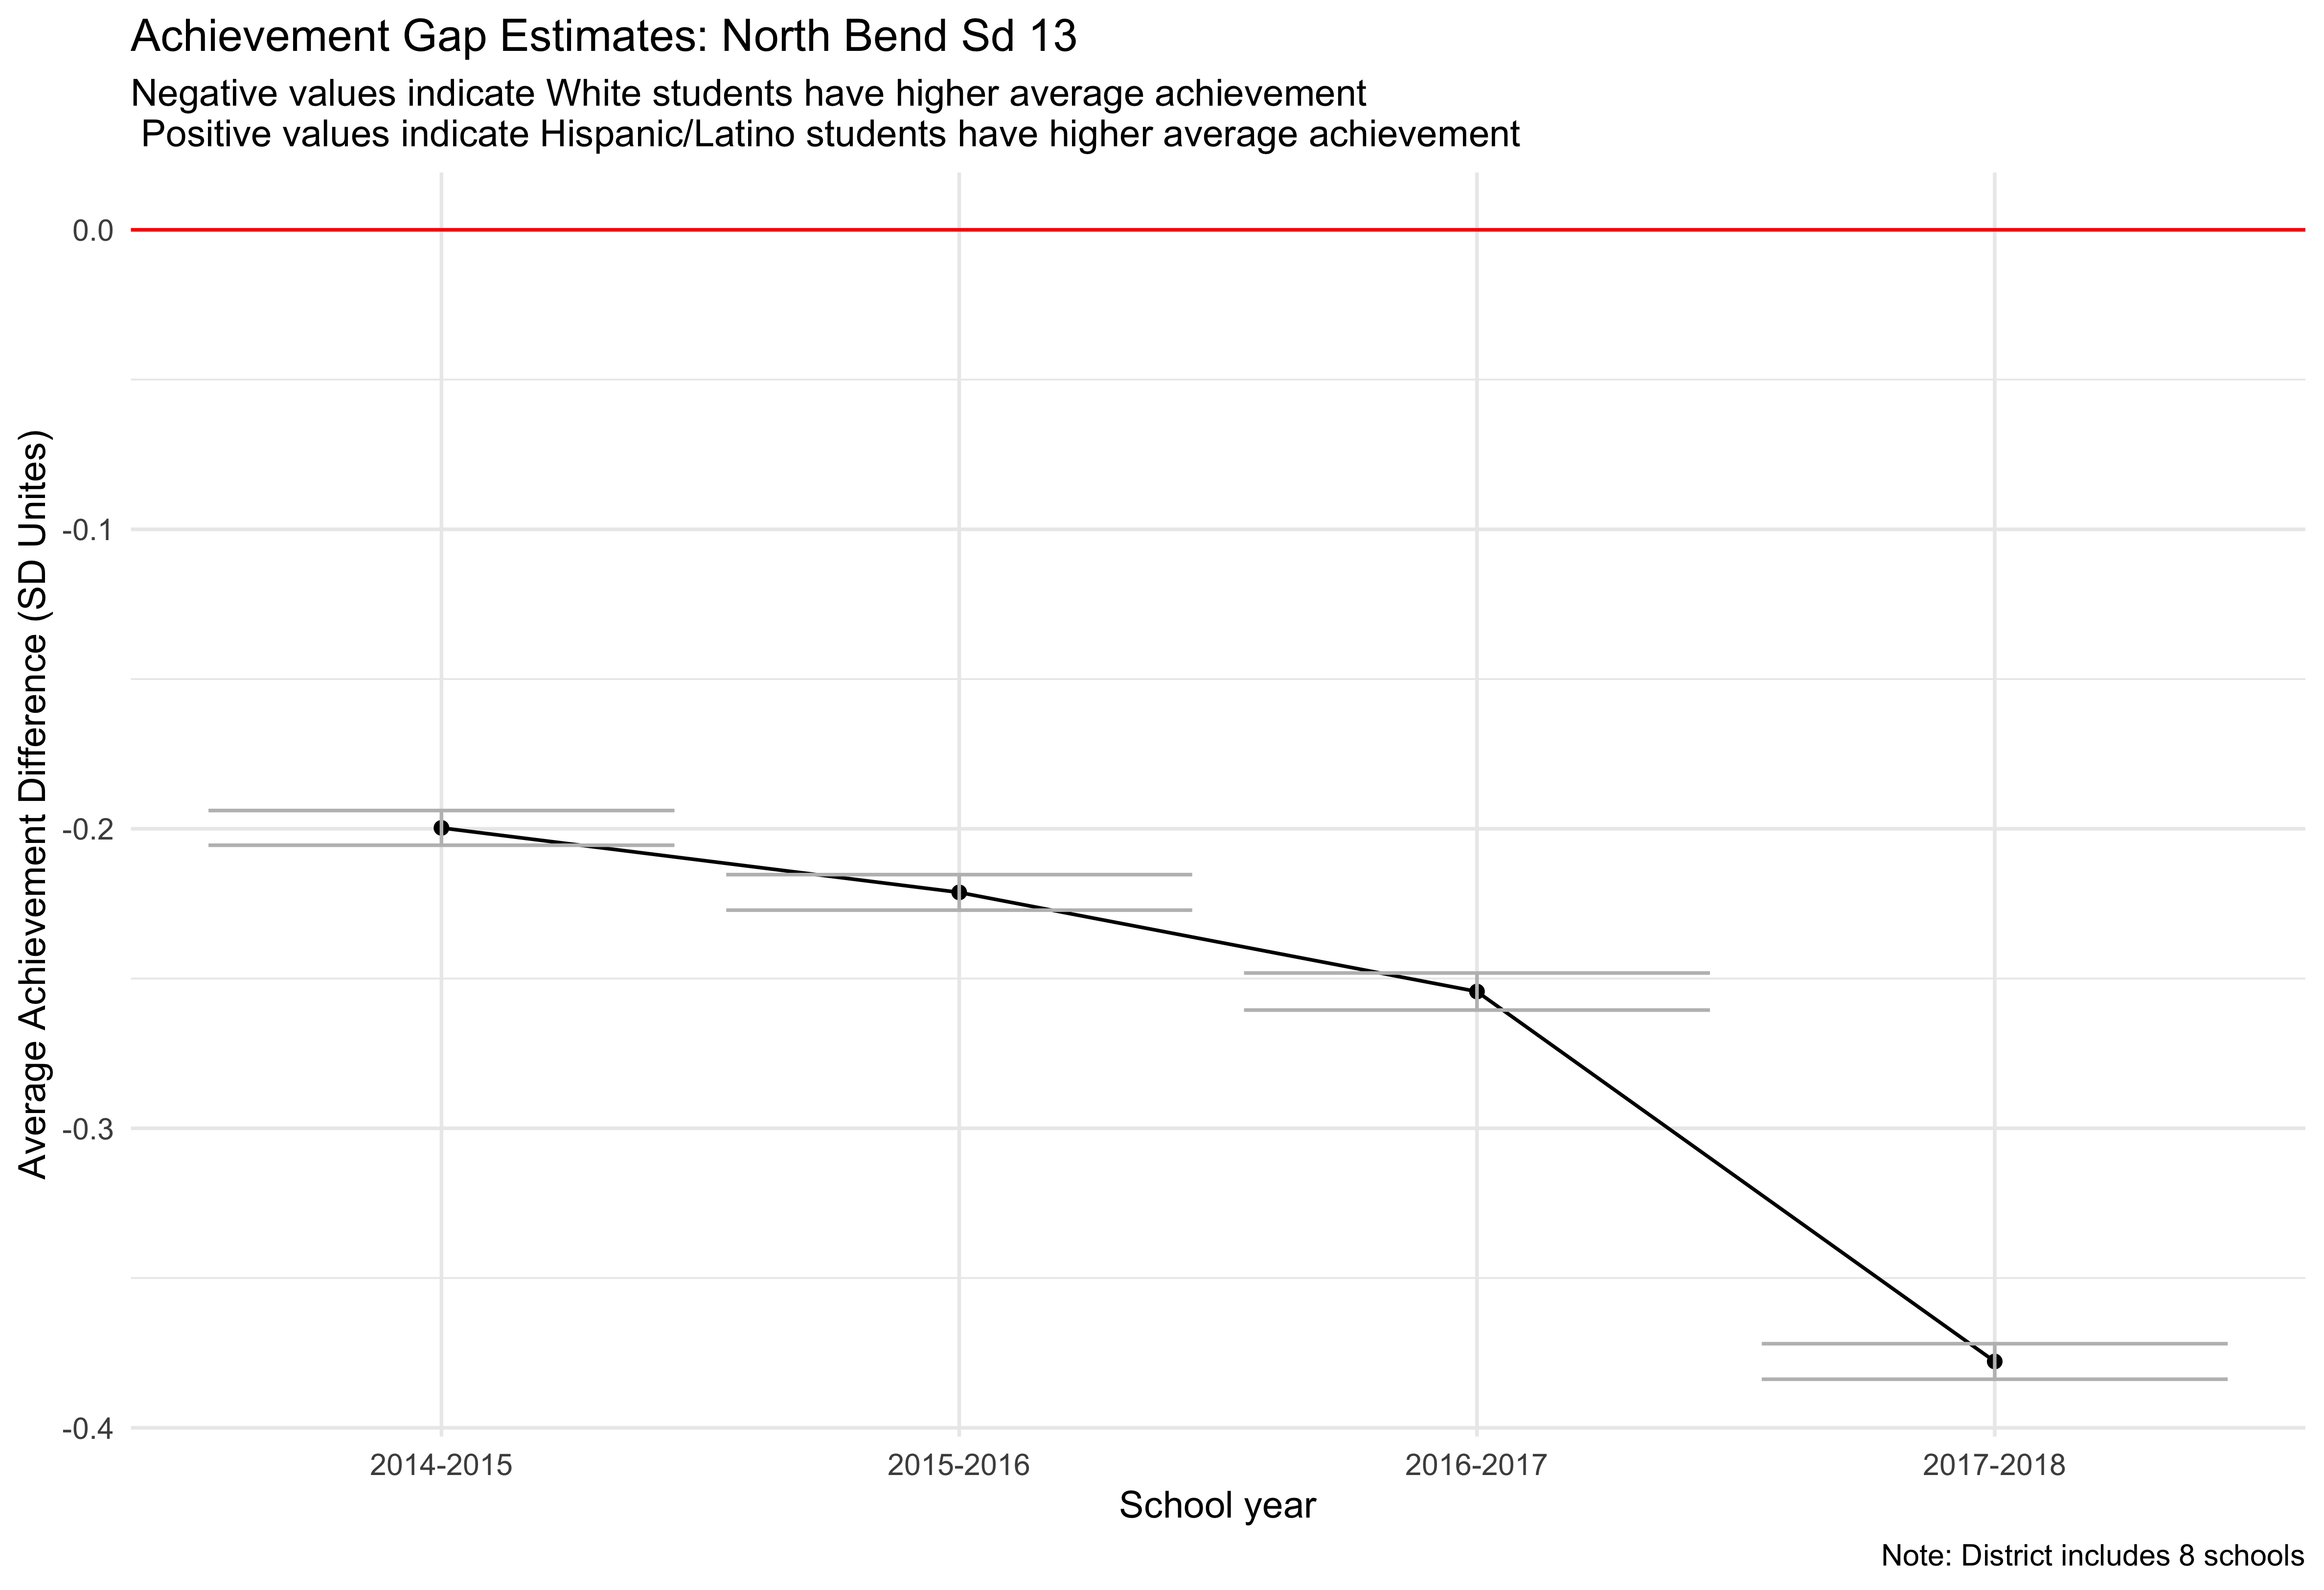 Achievement Gap Estimates: North Bend Sd 13
Negative values indicate White students have higher average achievement
Positive values indicate Hispanic/Latino students have higher average achievement
Average Achievement Difference (SD Unites)
0.0
-0.1
-0.2
-0.3
-0.4
2014-2015
2015-2016
2016-2017
2017-2018
School year
Note: District includes 8 schools